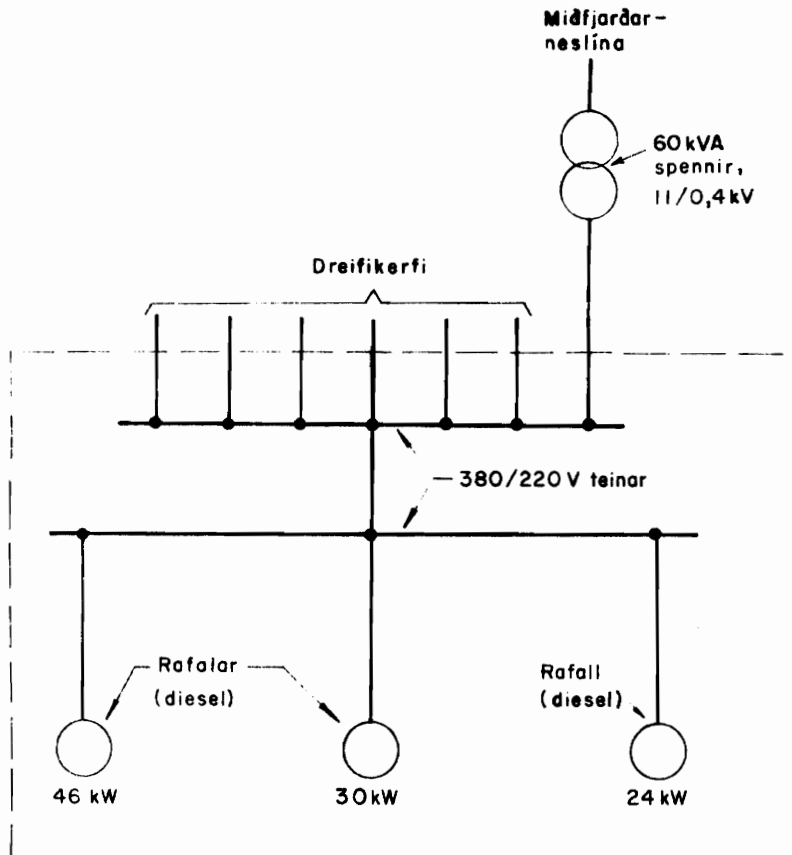 Miðfjarðar-
neslína
60 kVA
spennir,
11/0,4 kV
Dreifikerfi
380/220 V teinar
Rafalar
(diesel)
Rafall
(diesel)
46 kW
30 kW
24 kW